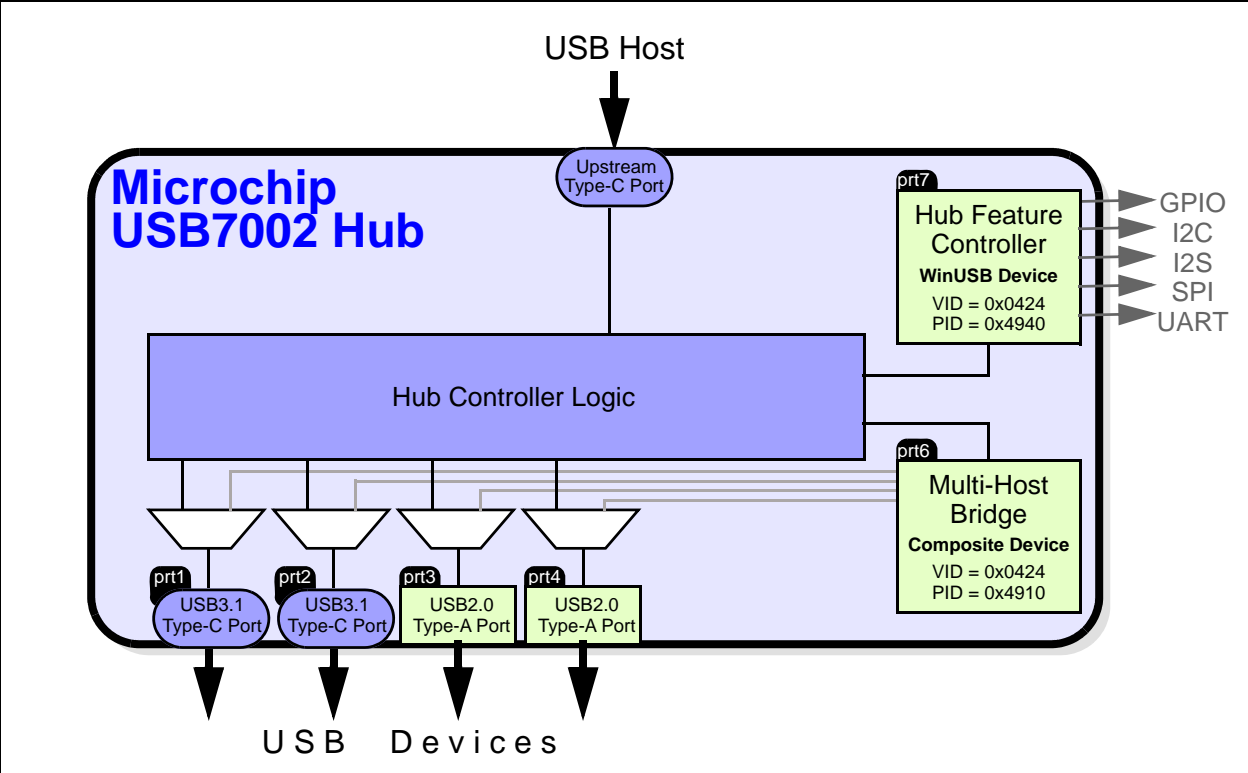 USB Host
Upstream
Type-C Port
Microchip
USB7002 Hub
prt7
Hub Feature
Controller
WinUSB Device
VID = 0x0424
PID = 0x4940
GPIO
I2C
I2S
SPI
UART
Hub Controller Logic
prt6
Multi-Host
Bridge
Composite Device
VID = 0x0424
PID = 0x4910
prt1
USB3.1
Type-C Port
prt2
USB3.1
Type-C Port
prt3
USB2.0
Type-A Port
prt4
USB2.0
Type-A Port
USB Devices